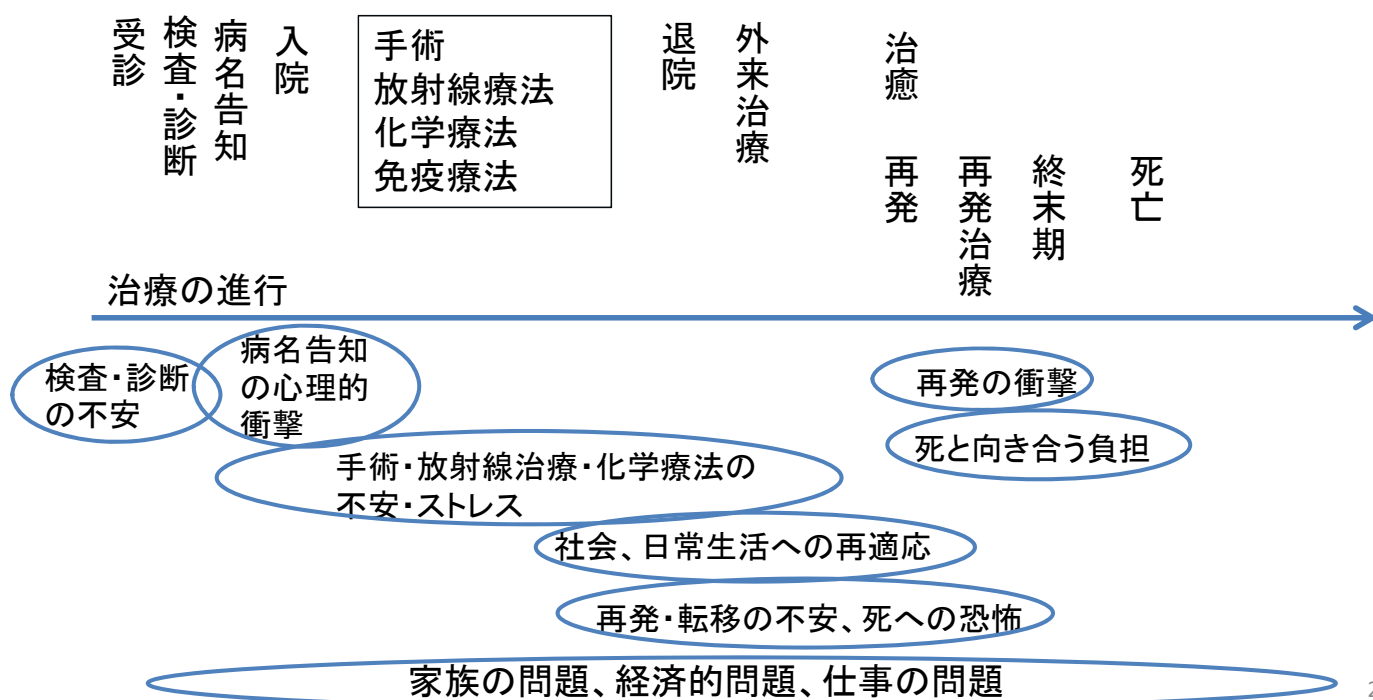 受診
検査・診断
病名告知
入院
手術
放射線療法
化学療法
免疫療法
退院
外来治療
治癒
再発
再発治療
終末期
死亡
治療の進行
検査・診断
の不安
病名告知
の心理的
衝撃
再発の衝撃
死と向き合う負担
手術・放射線治療・化学療法の
不安・ストレス
社会、日常生活への再適応
再発・転移の不安、死への恐怖
家族の問題、経済的問題、仕事の問題
2